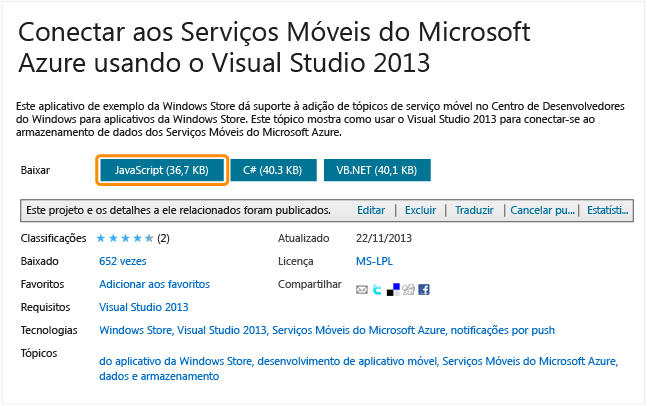 Conectar aos Serviços Móveis do Microsoft
Azure usando o Visual Studio 2013
Este aplicativo de exemplo da Windows Store dá suporte à adição de tópicos de serviço móvel no Centro de Desenvolvedores
do Windows para aplicativos da Windows Store. Este tópico mostra como usar o Visual Studio 2013 para conectar-se ao
armazenamento de dados dos Serviços Móveis do Microsoft Azure.
Baixar JavaScript (36,7 KB) C# (40.3 KB) VB.NET (40,1 KB)
Este projeto e os detalhes a ele relacionados foram publicados. Editar | Excluir | Traduzir | Cancelar pu... | Estatísti...
Classificações (2) Atualizado 22/11/2013
Baixado 652 vezes Licença MS-LPL
Favoritos Adicionar aos favoritos Compartilhar
Requisitos Visual Studio 2013
Tecnologias Windows Store, Visual Studio 2013, Serviços Móveis do Microsoft Azure, notificações por push
Tópicos do aplicativo da Windows Store, desenvolvimento de aplicativo móvel, Serviços Móveis do Microsoft Azure,
dados e armazenamento